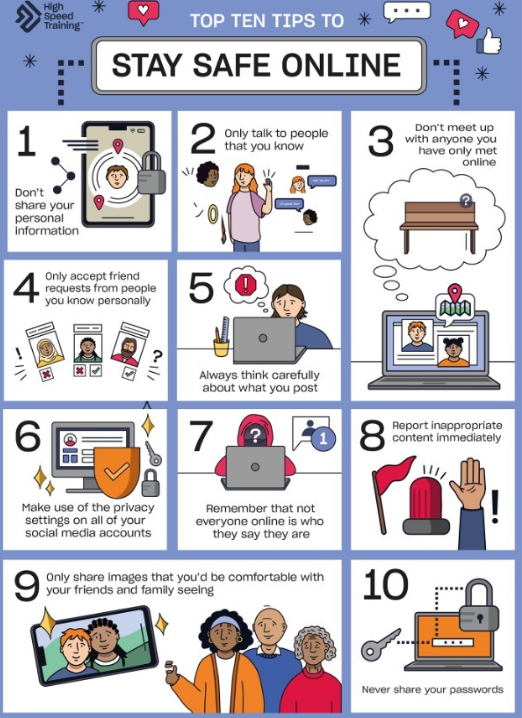 High
Speed
Training™
TOP TEN TIPS TO
STAY SAFE ONLINE
1
Don't
share your
personal
information
2
Only talk to people
that you know
3
Don't meet up
with anyone you
have only met
online
?
4
Only accept friend
requests from people
you know personally
!
?
5
!
Always think carefully
about what you post
6
Make use of the privacy
settings on all of your
social media accounts
7
?
1
Remember that not
everyone online is who
they say they are
8
Report inappropriate
content immediately
!
9
Only share images that you'd be comfortable with
your friends and family seeing
10
Never share your passwords